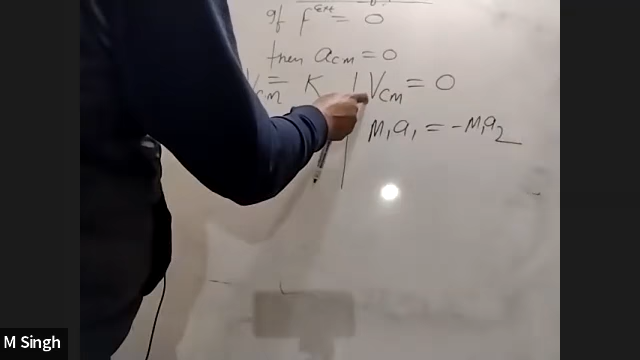 If F^Ext = 0
then a_cm = 0
V_cm = K | V_CM = 0
M₁a₁ = -M₁a₂
M Singh